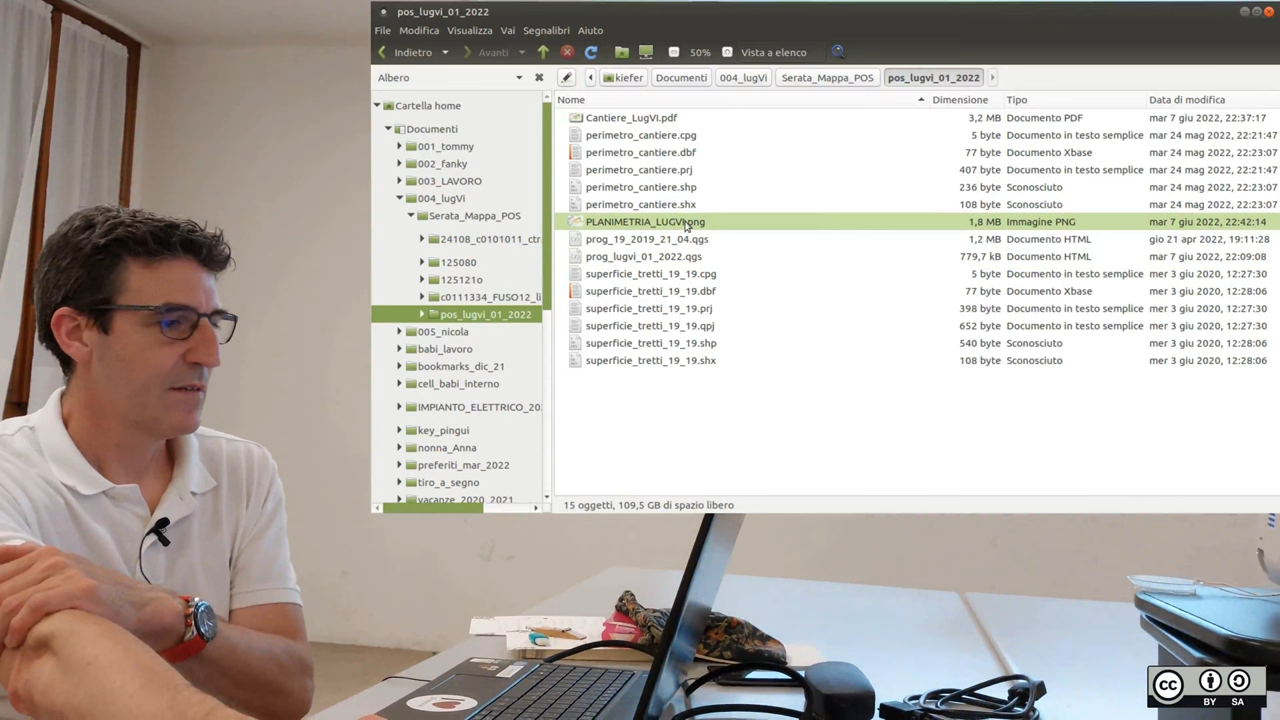 pos_lugvi_01_2022
File Modifica Visualizza Vai Segnalibri Aiuto
Indietro Avanti 50% Vista a elenco
Albero kiefer Documenti 004_lugVi Serata_Mappa_POS pos_lugvi_01_2022
Nome Dimensione Tipo Data di modifica
Cartella home
Documenti
001_tommy
002_fanky
003_LAVORO
004_lugVi
Serata_Mappa_POS
24108_c0101011_ctr
125080
125121o
c0111334_FUSO12_li
pos_lugvi_01_2022
005_nicola
babi_lavoro
bookmarks_dic_21
cell_babi_interno
IMPIANTO_ELETTRICO_20
key_pingui
nonna_Anna
preferiti_mar_2022
tiro_a_segno
vacanze_2020_2021
Cantiere_LugVI.pdf 3,2 MB Documento PDF mar 7 giu 2022, 22:37:17
perimetro_cantiere.cpg 5 byte Documento in testo semplice mar 24 mag 2022, 22:21:47
perimetro_cantiere.dbf 77 byte Documento Xbase mar 24 mag 2022, 22:23:07
perimetro_cantiere.prj 407 byte Documento in testo semplice mar 24 mag 2022, 22:21:47
perimetro_cantiere.shp 236 byte Sconosciuto mar 24 mag 2022, 22:23:07
perimetro_cantiere.shx 108 byte Sconosciuto mar 24 mag 2022, 22:23:07
PLANIMETRIA_LUGVI.png 1,8 MB Immagine PNG mar 7 giu 2022, 22:42:14
prog_19_2019_21_04.qgs 1,2 MB Documento HTML gio 21 apr 2022, 19:11:28
prog_lugvi_01_2022.qgs 779,7 kB Documento HTML mar 7 giu 2022, 22:09:08
superficie_tretti_19_19.cpg 5 byte Documento in testo semplice mer 3 giu 2020, 12:27:30
superficie_tretti_19_19.dbf 77 byte Documento Xbase mer 3 giu 2020, 12:28:06
superficie_tretti_19_19.prj 398 byte Documento in testo semplice mer 3 giu 2020, 12:27:30
superficie_tretti_19_19.qpj 652 byte Documento in testo semplice mer 3 giu 2020, 12:27:30
superficie_tretti_19_19.shp 540 byte Sconosciuto mer 3 giu 2020, 12:28:06
superficie_tretti_19_19.shx 108 byte Sconosciuto mer 3 giu 2020, 12:28:06
15 oggetti, 109,5 GB di spazio libero
CC BY SA